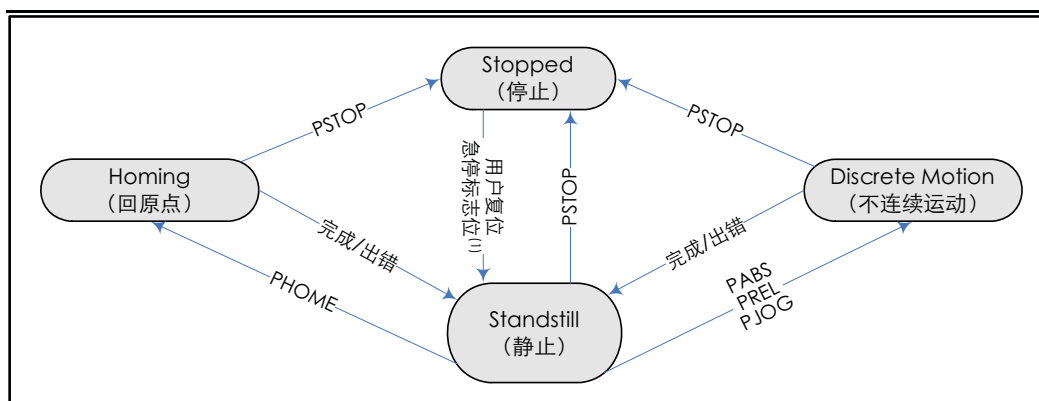 Stopped
（停止）
PSTOP
PSTOP
用户复位
急停标志位(1)
PSTOP
Homing
（回原点）
Discrete Motion
（不连续运动）
完成/出错
完成/出错
PHOME
Standstill
（静止）
PABS
PREL
PJOG